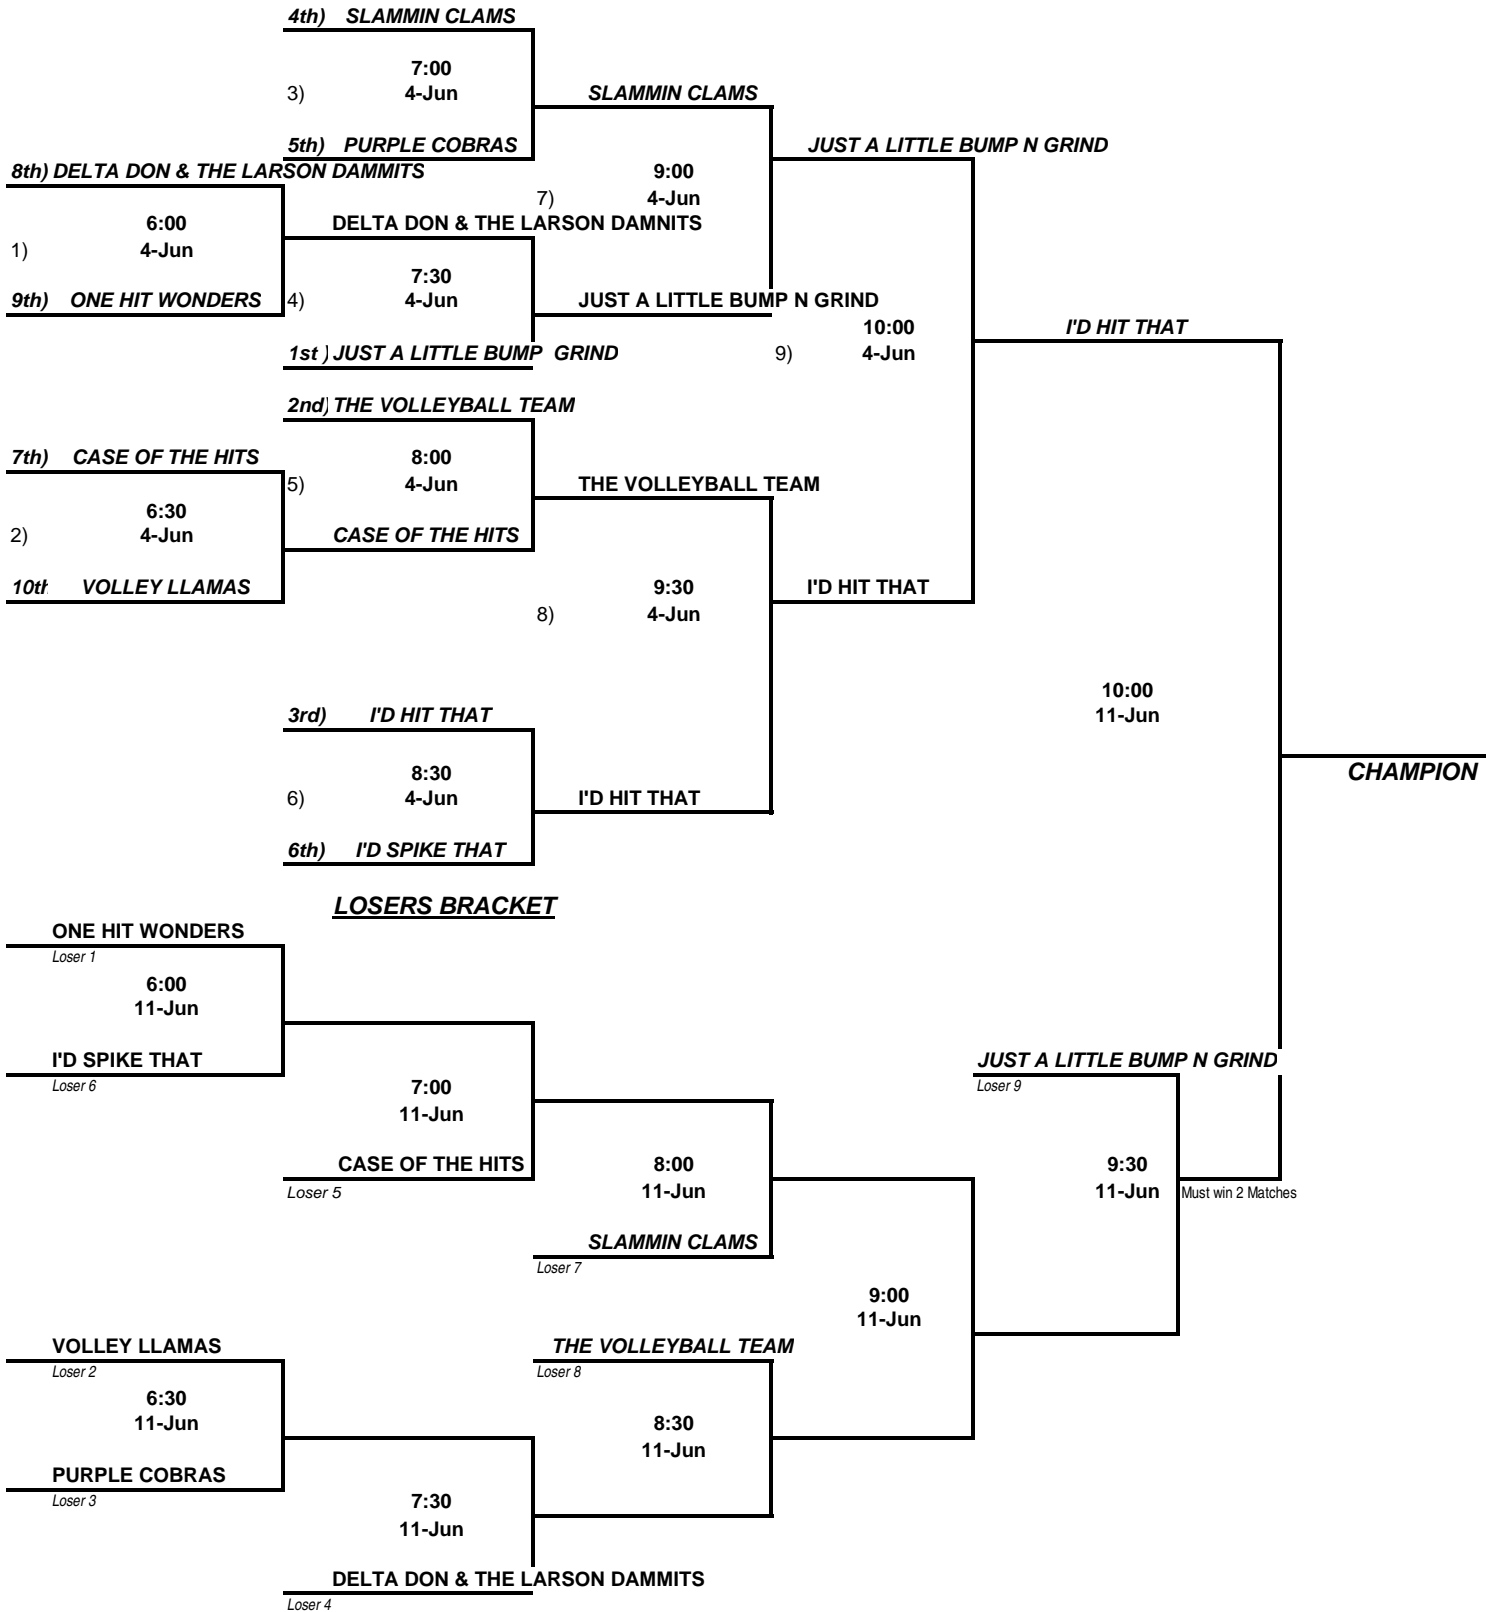 4th) SLAMMIN CLAMS
7:00
3) 4-Jun
SLAMMIN CLAMS
5th) PURPLE COBRAS
JUST A LITTLE BUMP N GRIND
8th) DELTA DON & THE LARSON DAMMITS
9:00
7) 4-Jun
6:00
DELTA DON & THE LARSON DAMNITS
1) 4-Jun
7:30
9th) ONE HIT WONDERS
4) 4-Jun
JUST A LITTLE BUMP N GRIND
10:00
I'D HIT THAT
1st ) JUST A LITTLE BUMP GRIND
9) 4-Jun
2nd) THE VOLLEYBALL TEAM
7th) CASE OF THE HITS
8:00
5) 4-Jun
THE VOLLEYBALL TEAM
6:30
2) 4-Jun
CASE OF THE HITS
10th VOLLEY LLAMAS
9:30
I'D HIT THAT
8) 4-Jun
10:00
11-Jun
3rd) I'D HIT THAT
8:30
CHAMPION
6) 4-Jun
I'D HIT THAT
6th) I'D SPIKE THAT
LOSERS BRACKET
ONE HIT WONDERS
Loser 1
6:00
11-Jun
I'D SPIKE THAT
Loser 6
JUST A LITTLE BUMP N GRIND
Loser 9
7:00
11-Jun
CASE OF THE HITS
Loser 5
8:00
11-Jun
9:30
11-Jun
Must win 2 Matches
SLAMMIN CLAMS
Loser 7
9:00
11-Jun
VOLLEY LLAMAS
Loser 2
THE VOLLEYBALL TEAM
Loser 8
6:30
11-Jun
8:30
11-Jun
PURPLE COBRAS
Loser 3
7:30
11-Jun
DELTA DON & THE LARSON DAMMITS
Loser 4